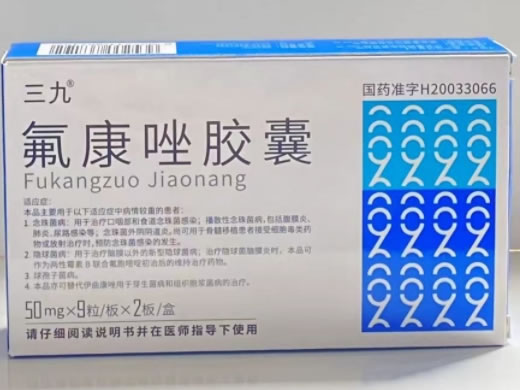 三九®
国药准字H20033066
氟康唑胶囊
Fukangzuo Jiaonang
适应症:
本品主要用于以下适应症中病情较重的患者:
1. 念珠菌病: 用于治疗口咽部和食道念珠菌感染; 播散性念珠菌病, 包括腹膜炎、
肺炎、尿路感染等; 念珠菌外阴阴道炎。尚可用于骨髓移植患者接受细胞毒类药
物或放射治疗时, 预防念珠菌感染的发生。
2. 隐球菌病: 用于治疗脑膜以外的新型隐球菌病; 治疗隐球菌脑膜炎时, 本品可
作为两性霉素B联合氟胞嘧啶初治后的维持治疗药物。
3. 球孢子菌病。
4. 本品亦可替代伊曲康唑用于芽生菌病和组织胞浆菌病的治疗。
50mg×9粒/板×2板/盒
请仔细阅读说明书并在医师指导下使用